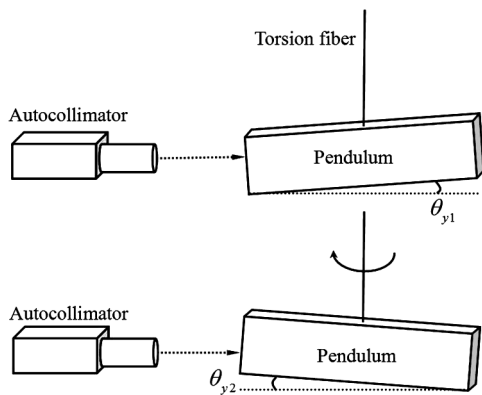 Torsion fiber
Autocollimator
Pendulum
θy1
Autocollimator
Pendulum
θy2